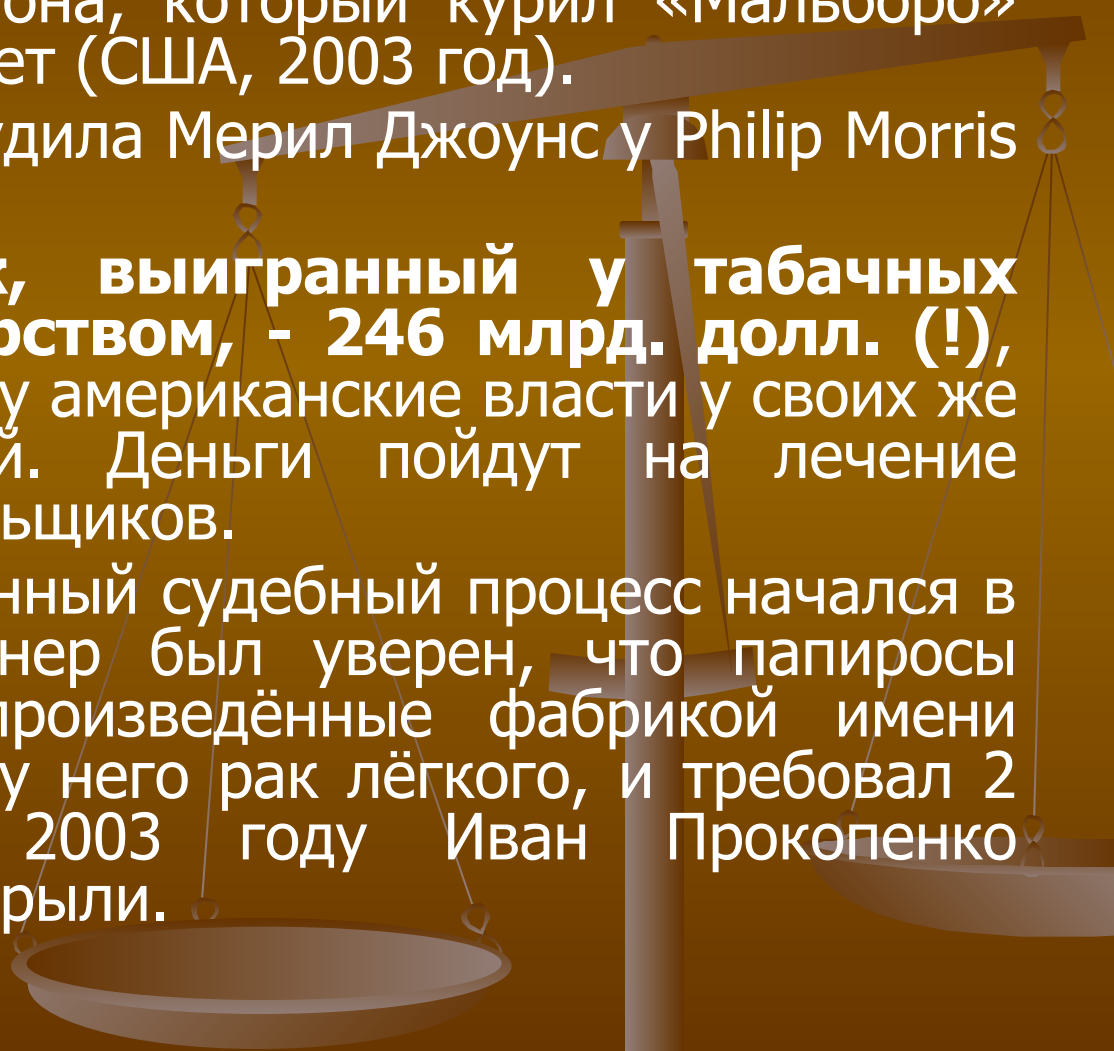 она, который курил «Мальборо»
ет (США, 2003 год).
удила Мерил Джоунс у Philip Morris
к, выигранный у табачных
рством, - 246 млрд. долл. (!),
у американские власти у своих же
й. Деньги пойдут на лечение
льщиков.
нный судебный процесс начался в
нер был уверен, что папиросы
произведённые фабрикой имени
у него рак лёгкого, и требовал 2
2003 году Иван Прокопенко
рыли.